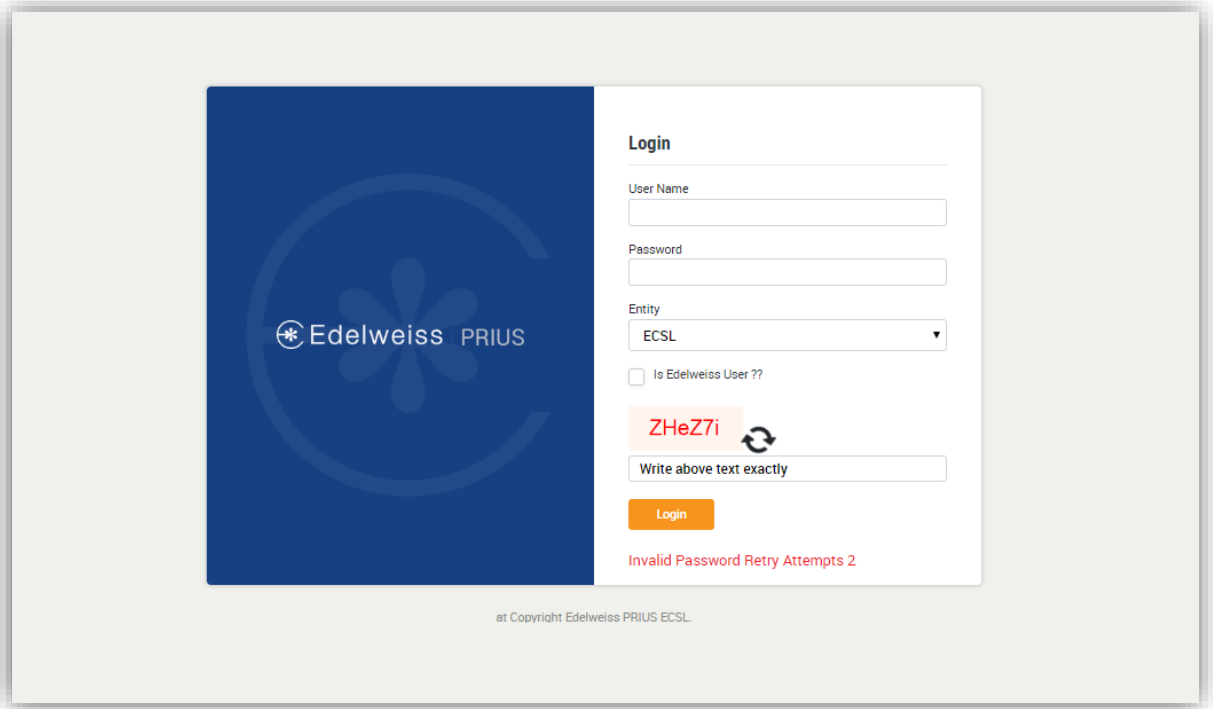 Login
User Name
Password
Edelweiss PRIUS
Entity
ECSL
Is Edelweiss User ??
ZHeZ7i
Write above text exactly
Login
Invalid Password Retry Attempts 2
at Copyright Edelweiss PRIUS ECSL.